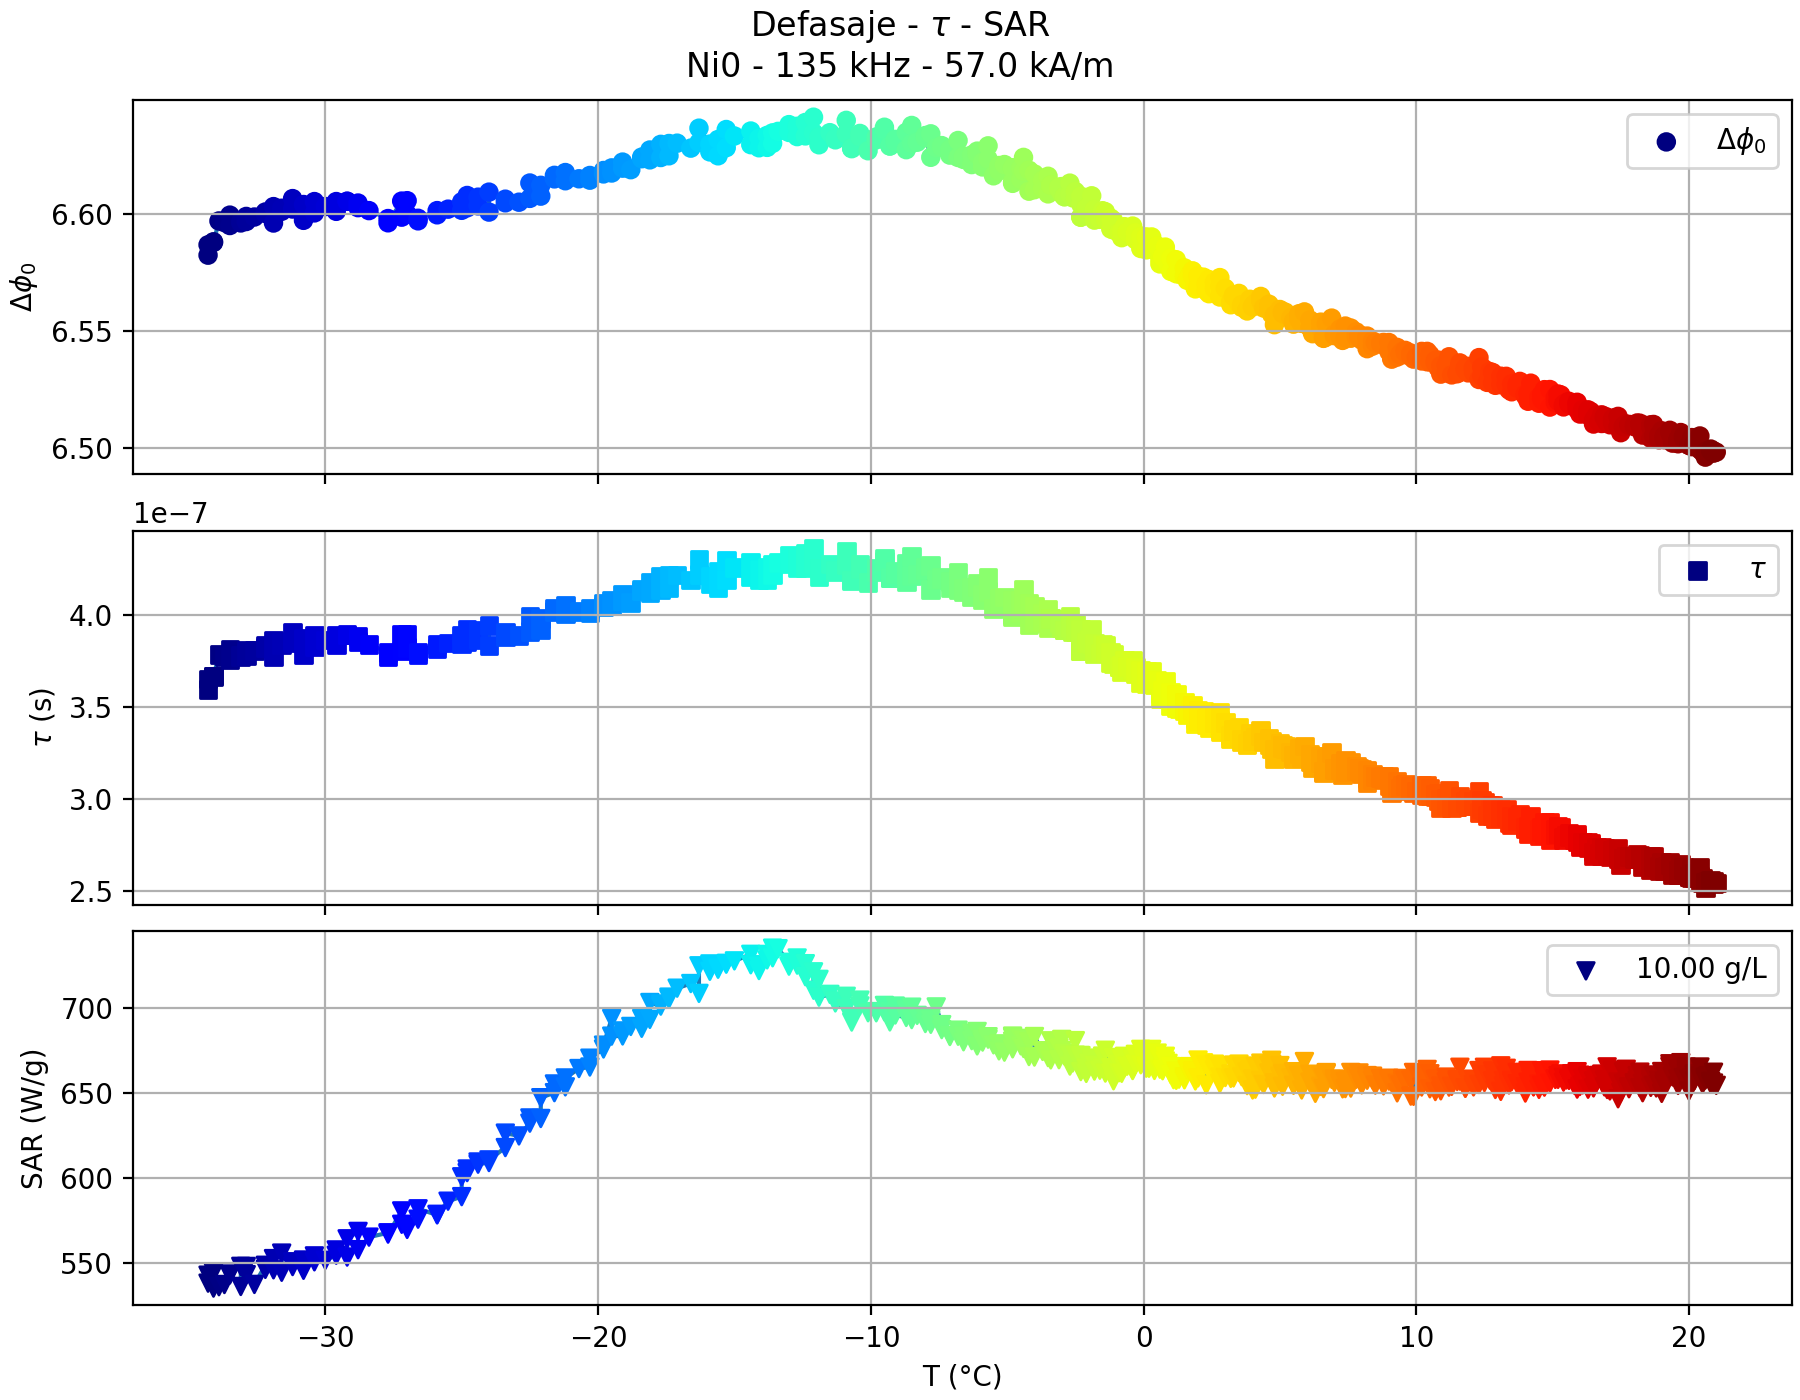 Defasaje - τ - SAR
Ni0 - 135 kHz - 57.0 kA/m
Δϕ₀
6.60
6.55
6.50
Δϕ₀
1e−7
τ
4.0
3.5
3.0
2.5
τ (s)
10.00 g/L
700
650
600
550
SAR (W/g)
−30 −20 −10 0 10 20
T (°C)